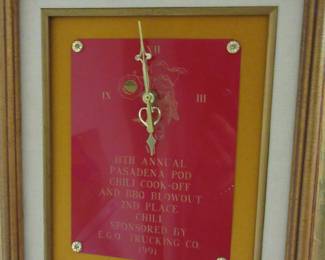 XII
IX III
11TH ANNUAL
PASADENA POD
CHILI COOK-OFF
AND BBQ BLOWOUT
2ND PLACE
CHILI
SPONSORED BY
E.G.O. TRUCKING CO.
1991